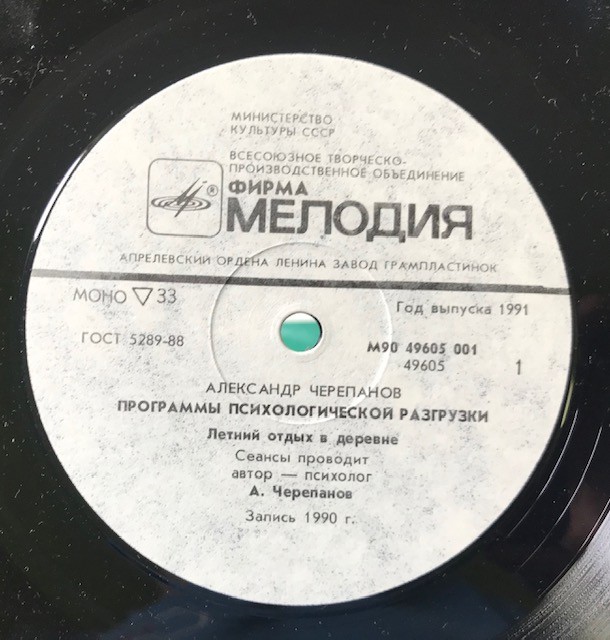 МИНИСТЕРСТВО
КУЛЬТУРЫ СССР
ВСЕСОЮЗНОЕ ТВОРЧЕСКО-
ПРОИЗВОДСТВЕННОЕ ОБЪЕДИНЕНИЕ
®
ФИРМА
МЕЛОДИЯ
АПРЕЛЕВСКИЙ ОРДЕНА ЛЕНИНА ЗАВОД ГРАМПЛАСТИНОК
МОНО ▽ 33
Год выпуска 1991
ГОСТ 5289-88
М90 49605 001
49605
1
АЛЕКСАНДР ЧЕРЕПАНОВ
ПРОГРАММЫ ПСИХОЛОГИЧЕСКОЙ РАЗГРУЗКИ
Летний отдых в деревне
Сеансы проводит
автор — психолог
А. Черепанов
Запись 1990 г.